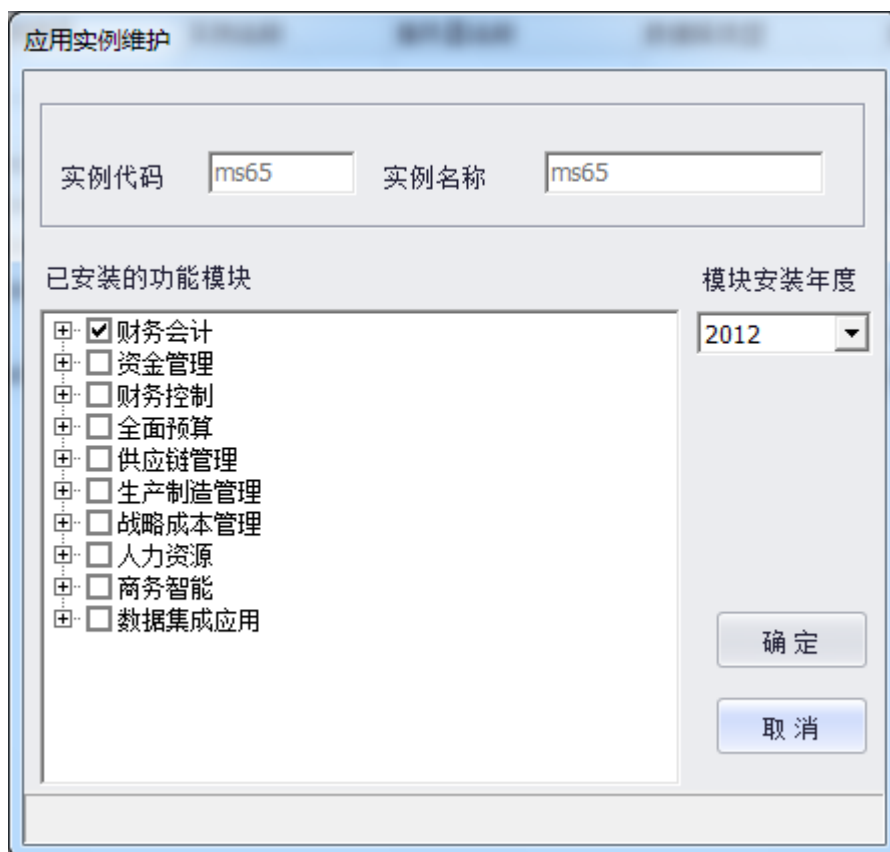 应用实例维护
实例代码 ms65 实例名称 ms65
已安装的功能模块 模块安装年度
财务会计 2012
资金管理
财务控制
全面预算
供应链管理
生产制造管理
战略成本管理
人力资源
商务智能
数据集成应用
确定
取消